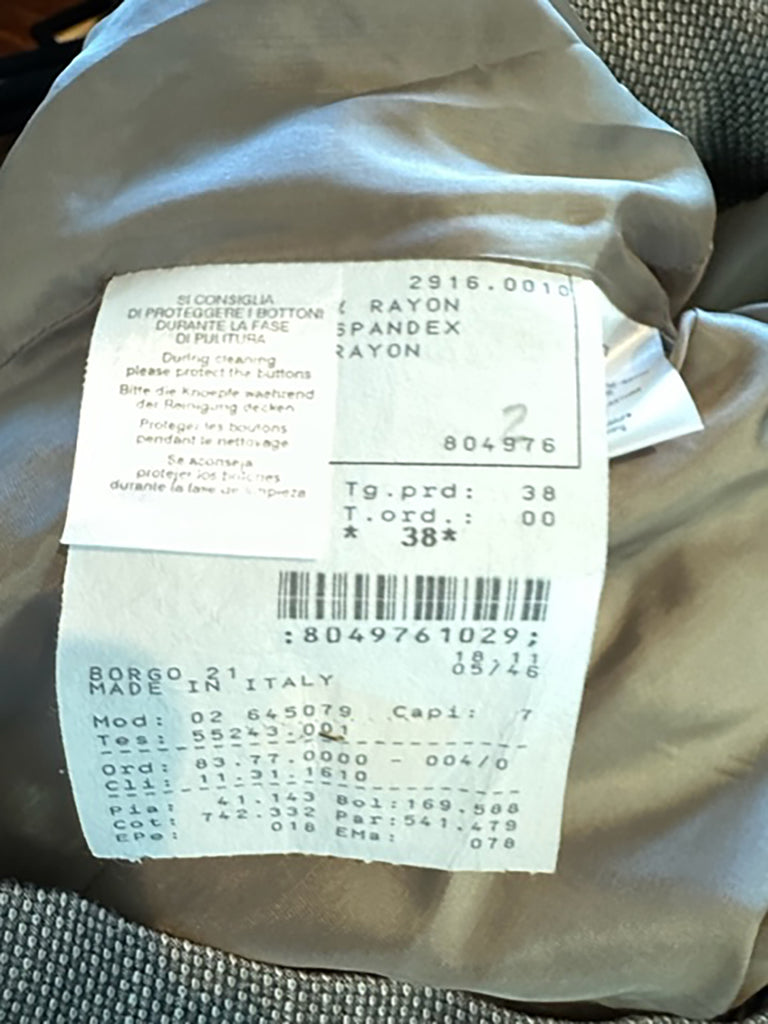 SI CONSIGLIA
DI PROTEGGERE I BOTTONI
DURANTE LA FASE
DI PULITURA
During cleaning
please protect the buttons
Bitte die Knoepfe waehrend
der Reinigung decken
Proteger les boutons
pendant le nettoyage
Se aconseja
protejer los botones
durante la fase de limpieza
2916.0010
% RAYON
SPANDEX
RAYON
2
804976
Tg.prd: 38
T.ord.: 00
* 38*
:8049761029;
18,11
05/46
BORGO 21
MADE IN ITALY
Mod: 02 645079 Capi: 7
Tes: 55243.001
Ord: 83.77.0000 - 004/0
Cli: 11.31.1610
Pia: 41.143 Bol:169.588
Cot: 742.332 Par:541.479
EPe: 018 EMa: 078